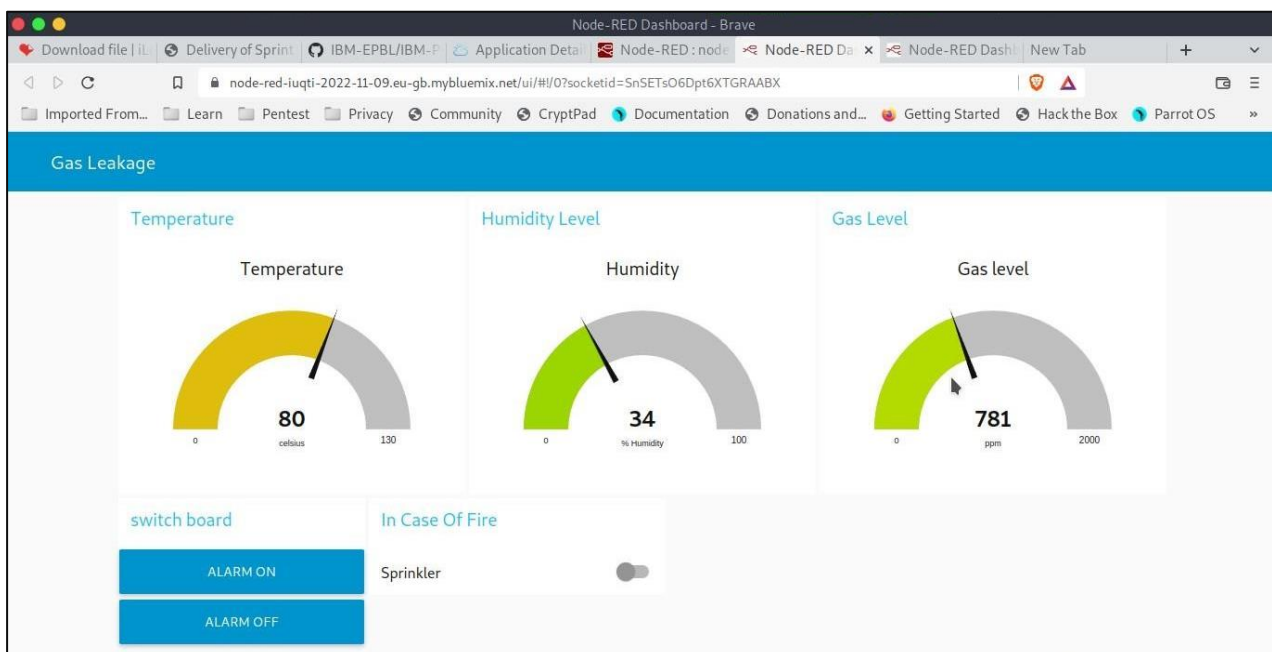 Node-RED Dashboard - Brave
Download file | iL
Delivery of Sprint
IBM-EPBL/IBM-P
Application Detail
Node-RED : node
Node-RED Da
Node-RED Dash
New Tab
node-red-iuqti-2022-11-09.eu-gb.mybluemix.net/ui/#!/0?socketid=SnSETsO6Dpt6XTGRAABX
Imported From... Learn Pentest Privacy Community CryptPad Documentation Donations and... Getting Started Hack the Box Parrot OS »
Gas Leakage
Temperature
Temperature
80
celsius
0
130
Humidity Level
Humidity
34
% Humidity
0
100
Gas Level
Gas level
781
ppm
0
2000
switch board
ALARM ON
ALARM OFF
In Case Of Fire
Sprinkler